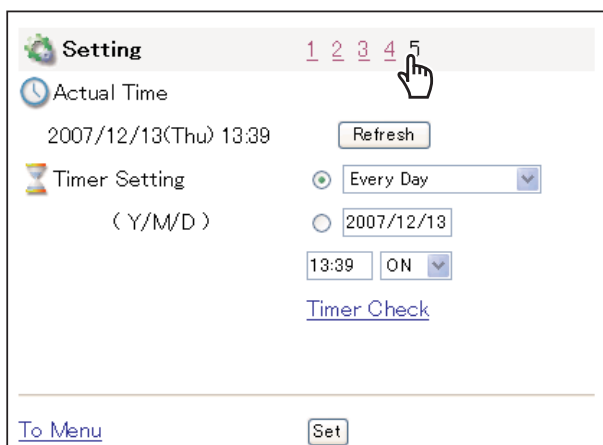 Setting 1 2 3 4 5
Actual Time
2007/12/13(Thu) 13:39 Refresh
Timer Setting Every Day
( Y/M/D ) 2007/12/13
13:39 ON
Timer Check
To Menu Set